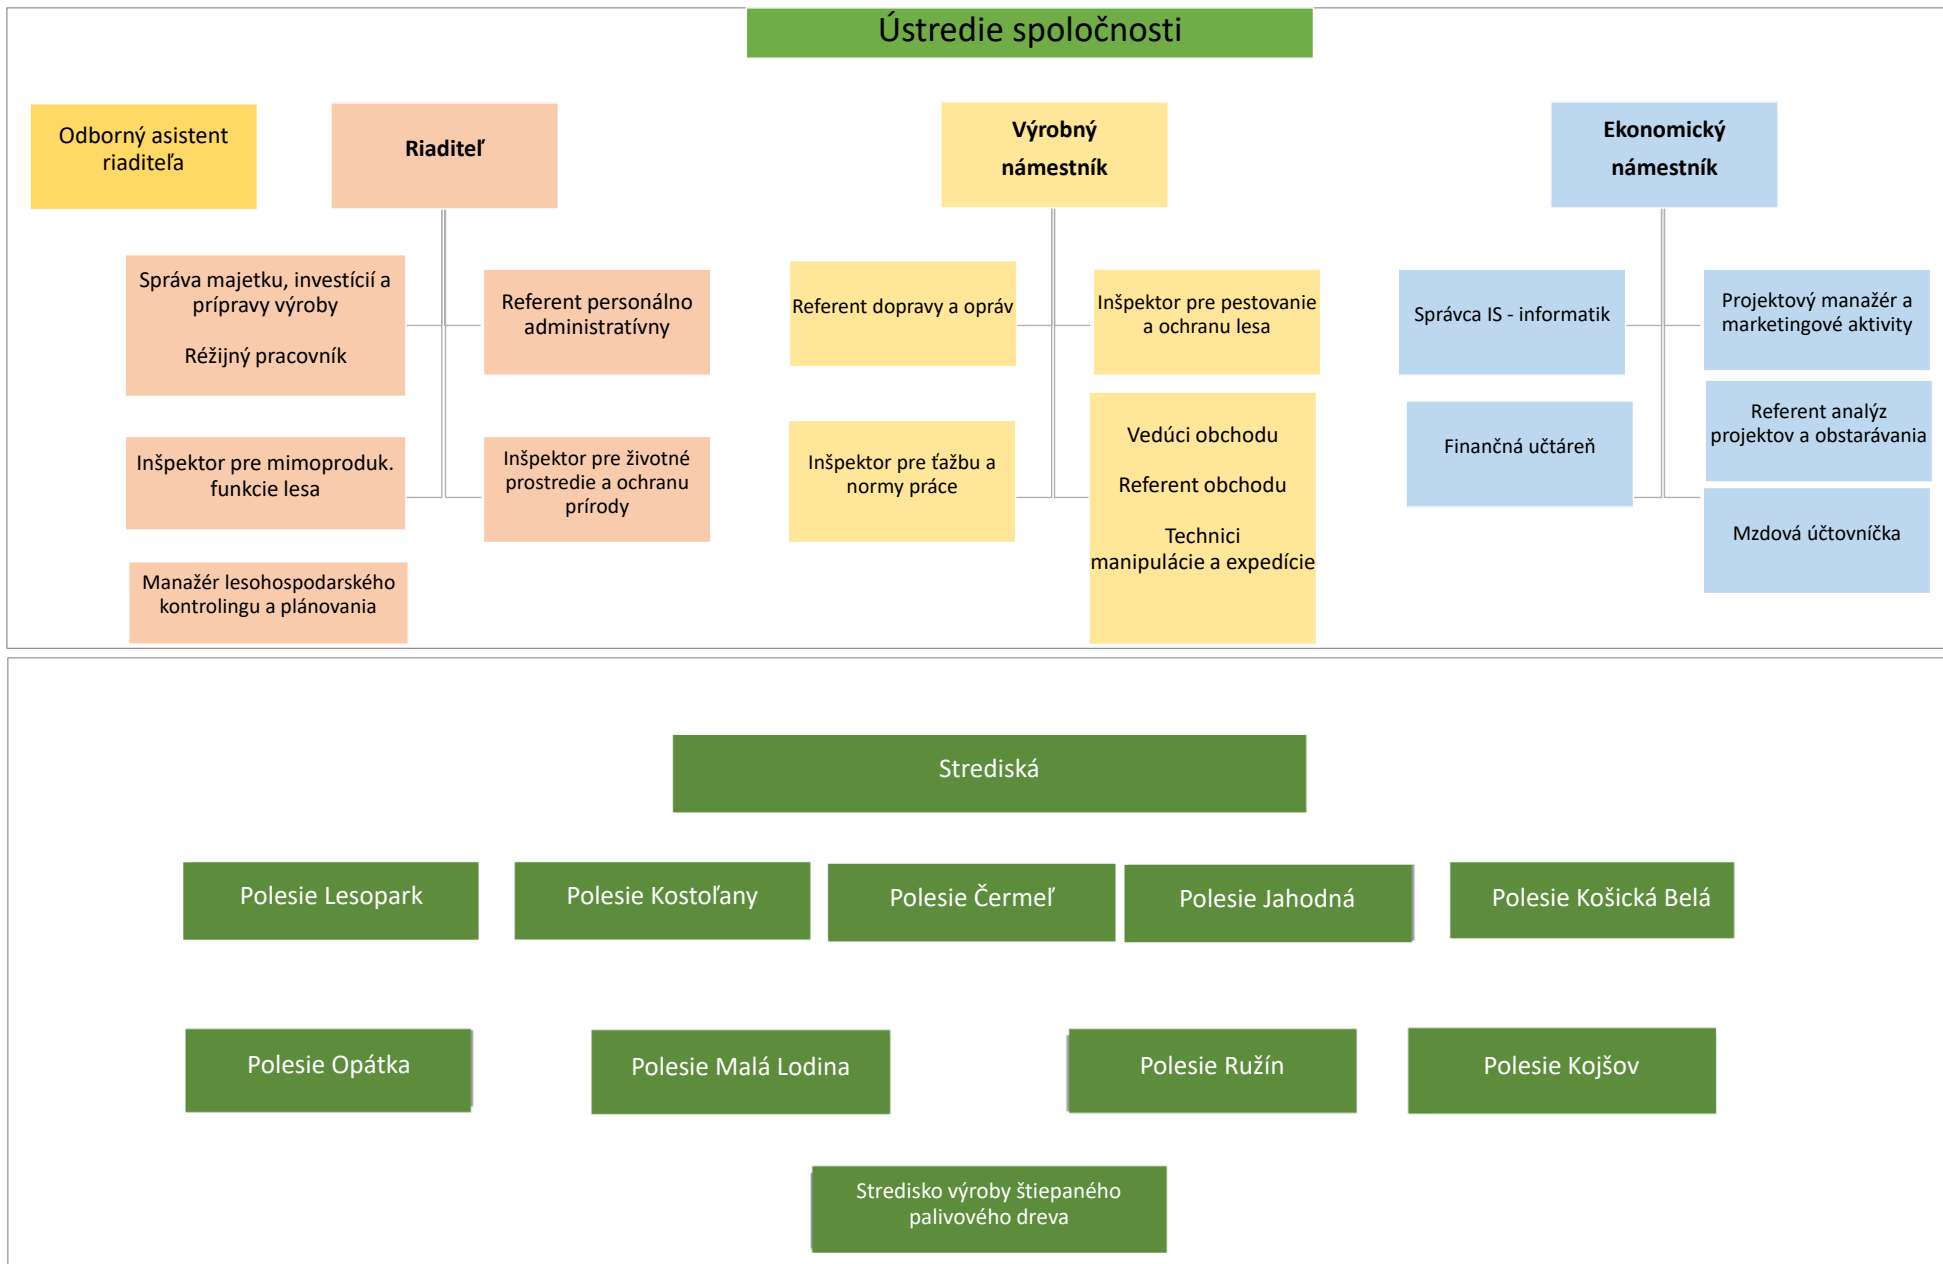 Ústredie spoločnosti
Odborný asistent
riaditeľa
Riaditeľ
Výrobný
námestník
Ekonomický
námestník
Správa majetku, investícií a
prípravy výroby
Réžijný pracovník
Referent personálno
administratívny
Referent dopravy a opráv
Inšpektor pre pestovanie
a ochranu lesa
Správca IS - informatik
Projektový manažér a
marketingové aktivity
Inšpektor pre mimoproduk.
funkcie lesa
Inšpektor pre životné
prostredie a ochranu
prírody
Inšpektor pre ťažbu a
normy práce
Vedúci obchodu
Referent obchodu
Technici
manipulácie a expedície
Finančná učtáreň
Referent analýz
projektov a obstarávania
Mzdová účtovníčka
Manažér lesohospodarského
kontrolingu a plánovania
Strediská
Polesie Lesopark
Polesie Kostoľany
Polesie Čermeľ
Polesie Jahodná
Polesie Košická Belá
Polesie Opátka
Polesie Malá Lodina
Polesie Ružín
Polesie Kojšov
Stredisko výroby štiepaného
palivového dreva